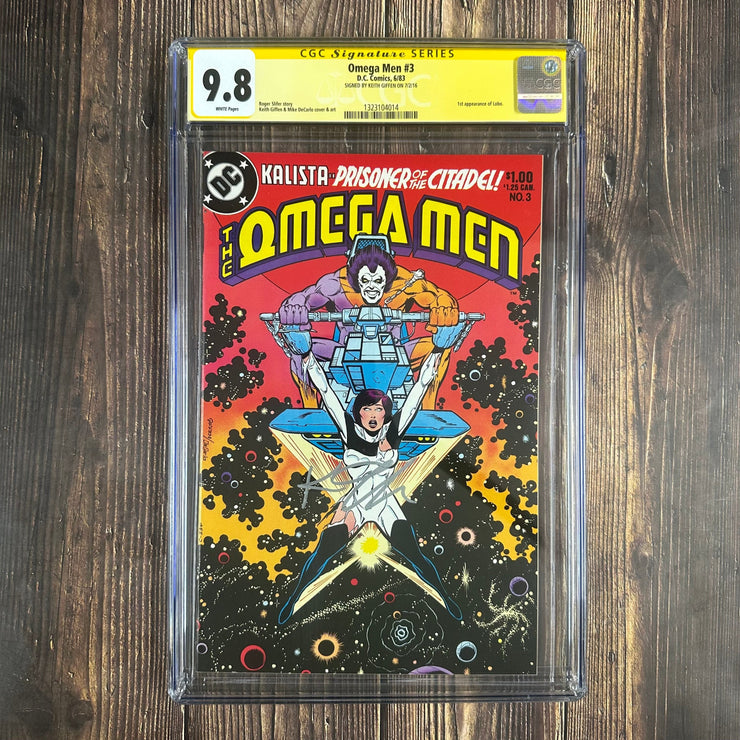 CGC Signature SERIES
9.8
WHITE Pages
Omega Men #3
D.C. Comics, 6/83
SIGNED BY KEITH GIFFEN ON 7/2/16
1323104014
Roger Slifer story
Keith Giffen & Mike DeCarlo cover & art
1st appearance of Lobo.
CGC
DC
KALISTA-- PRISONER OF THE CITADEL!
$1.00
$1.25 CAN.
NO. 3
THE OMEGA MEN
TM